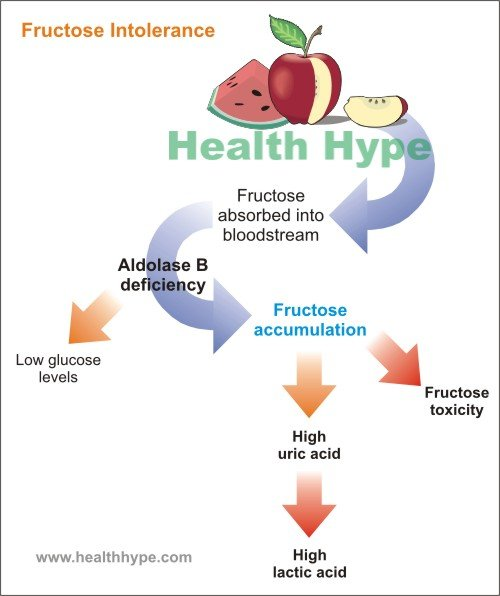 Fructose Intolerance
Health Hype
Fructose
absorbed into
bloodstream
Aldolase B
deficiency
Fructose
accumulation
Low glucose
levels
Fructose
toxicity
High
uric acid
High
lactic acid
www.healthhype.com